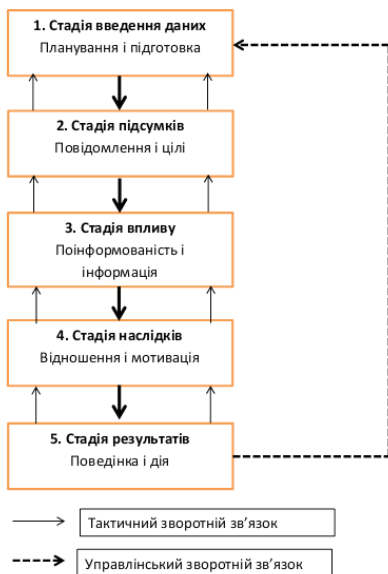 1. Стадія введення даних
Планування і підготовка
2. Стадія підсумків
Повідомлення і цілі
3. Стадія впливу
Поінформованість і
інформація
4. Стадія наслідків
Відношення і мотивація
5. Стадія результатів
Поведінка і дія
Тактичний зворотній зв’язок
Управлінський зворотній зв’язок